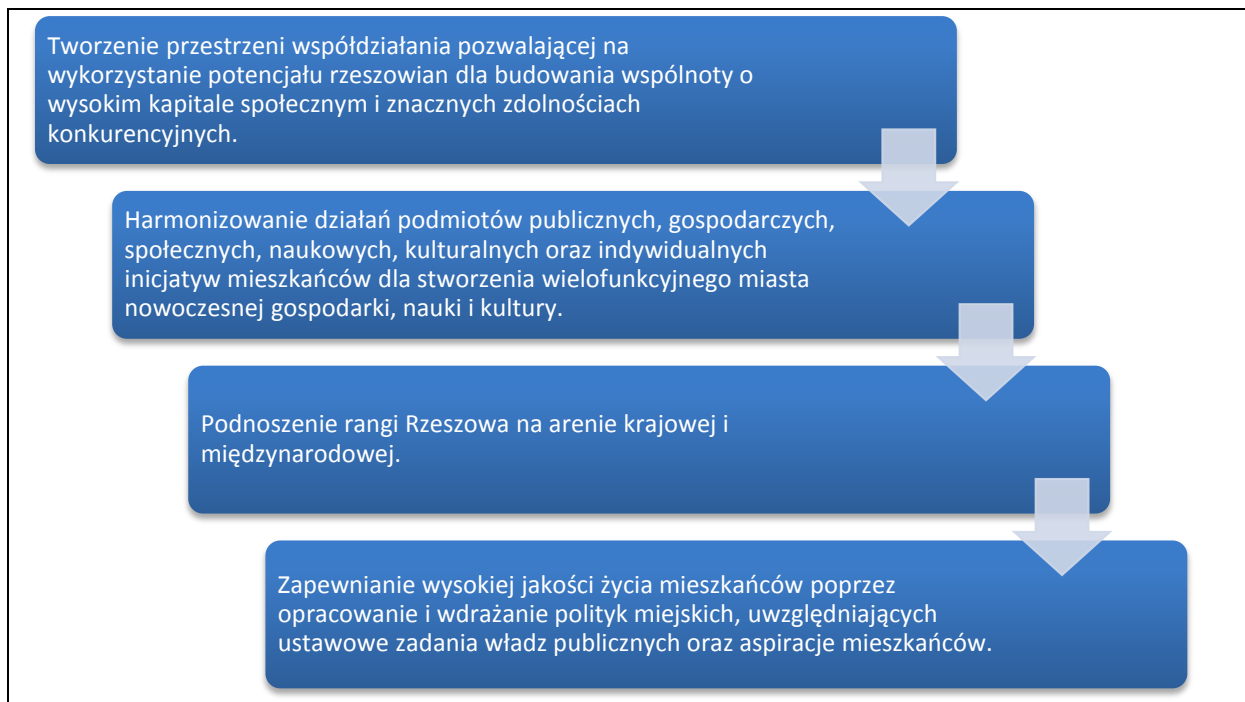 Tworzenie przestrzeni współdziałania pozwalającej na
wykorzystanie potencjału rzeszowian dla budowania wspólnoty o
wysokim kapitale społecznym i znacznych zdolnościach
konkurencyjnych.
Harmonizowanie działań podmiotów publicznych, gospodarczych,
społecznych, naukowych, kulturalnych oraz indywidualnych
inicjatyw mieszkańców dla stworzenia wielofunkcyjnego miasta
nowoczesnej gospodarki, nauki i kultury.
Podnoszenie rangi Rzeszowa na arenie krajowej i
międzynarodowej.
Zapewnianie wysokiej jakości życia mieszkańców poprzez
opracowanie i wdrażanie polityk miejskich, uwzględniających
ustawowe zadania władz publicznych oraz aspiracje mieszkańców.